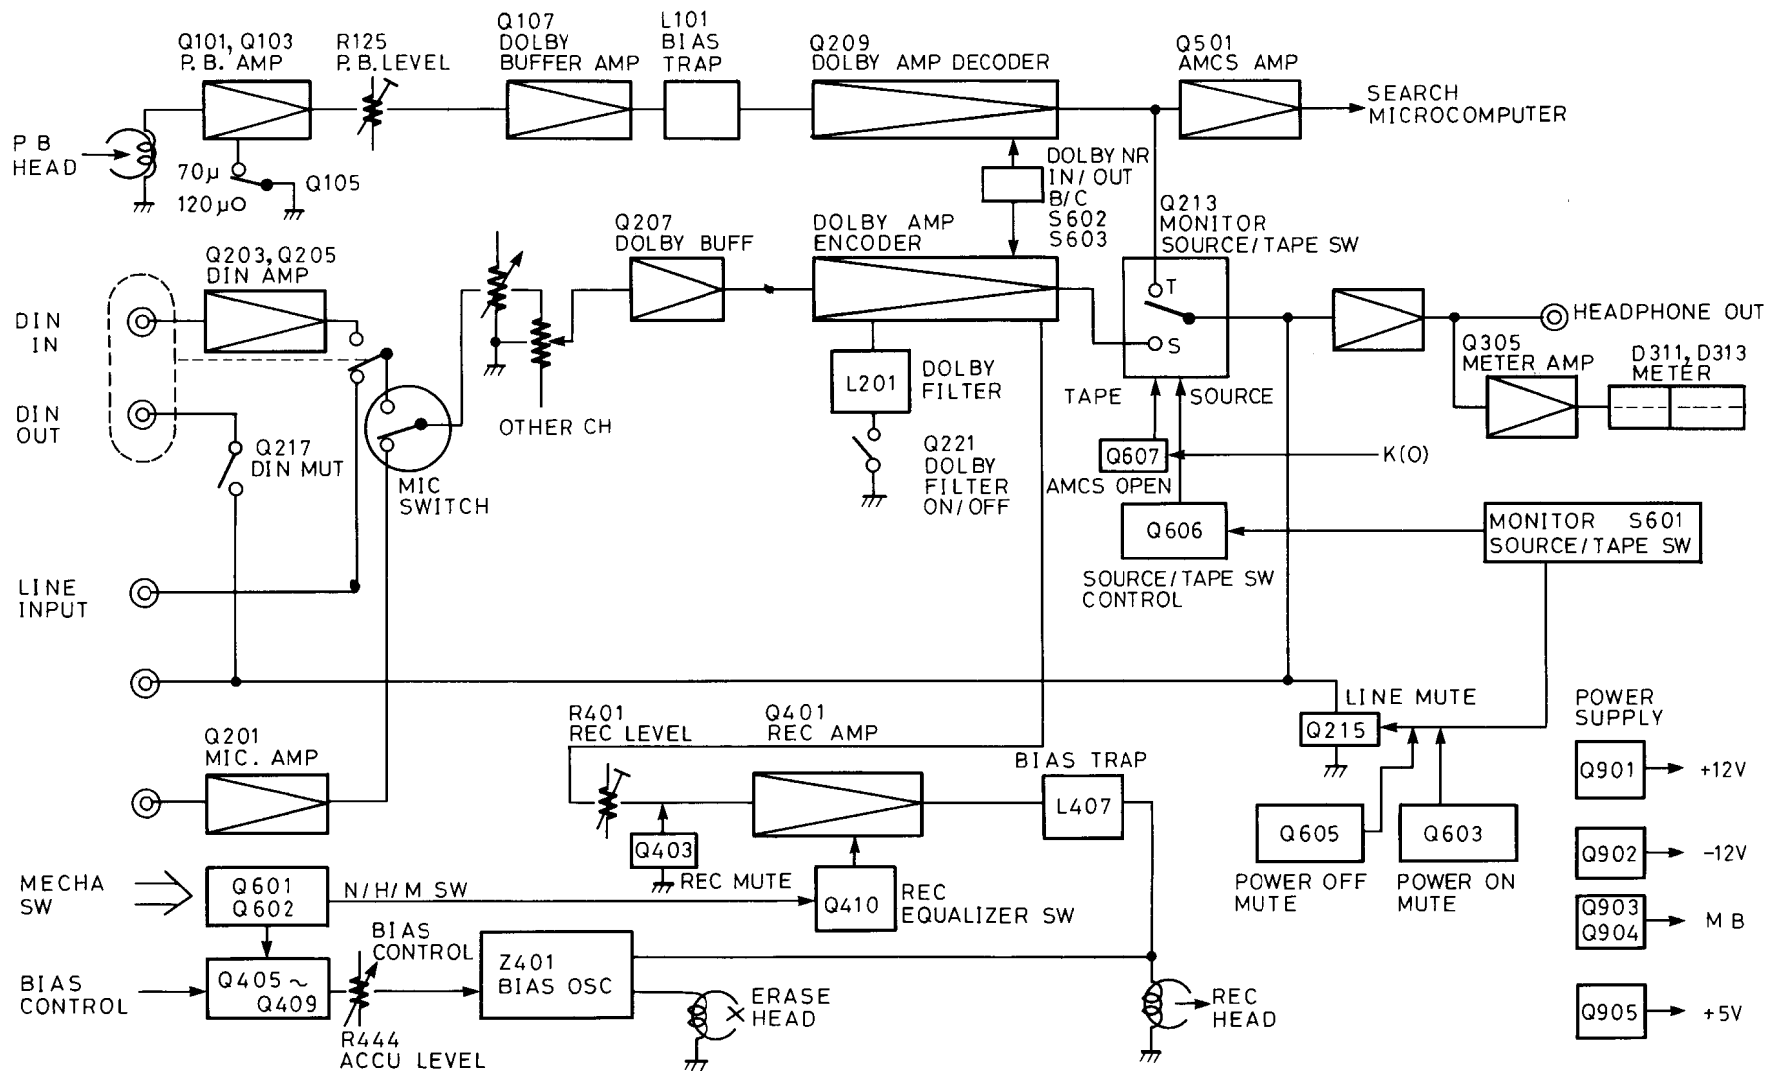 Q101, Q103
P.B. AMP
R125
P.B. LEVEL
Q107
DOLBY
BUFFER AMP
L101
BIAS
TRAP
Q209
DOLBY AMP DECODER
Q501
AMCS AMP
SEARCH
MICROCOMPUTER
P B
HEAD
70μ
120μ
Q105
DOLBY NR
IN/OUT
B/C
S602
S603
Q213
MONITOR
SOURCE/TAPE SW
Q203, Q205
DIN AMP
Q207
DOLBY BUFF
DOLBY AMP
ENCODER
T
S
DIN
IN
HEADPHONE OUT
Q305
METER AMP
D311, D313
METER
DIN
OUT
Q217
DIN MUT
OTHER CH
L201
DOLBY
FILTER
TAPE
SOURCE
Q607
K(O)
AMCS OPEN
MIC
SWITCH
Q221
DOLBY
FILTER
ON/OFF
Q606
MONITOR S601
SOURCE/TAPE SW
SOURCE/TAPE SW
CONTROL
LINE
INPUT
LINE MUTE
Q215
POWER
SUPPLY
Q201
MIC. AMP
R401
REC LEVEL
Q401
REC AMP
BIAS TRAP
L407
Q403
REC MUTE
Q605
POWER OFF
MUTE
Q603
POWER ON
MUTE
Q901
+12V
Q902
-12V
Q903
Q904
M B
Q905
+5V
MECHA
SW
Q601
Q602
N/H/M SW
Q410
REC
EQUALIZER SW
BIAS
CONTROL
Q405~
Q409
BIAS
CONTROL
R444
ACCU LEVEL
Z401
BIAS OSC
ERASE
HEAD
REC
HEAD